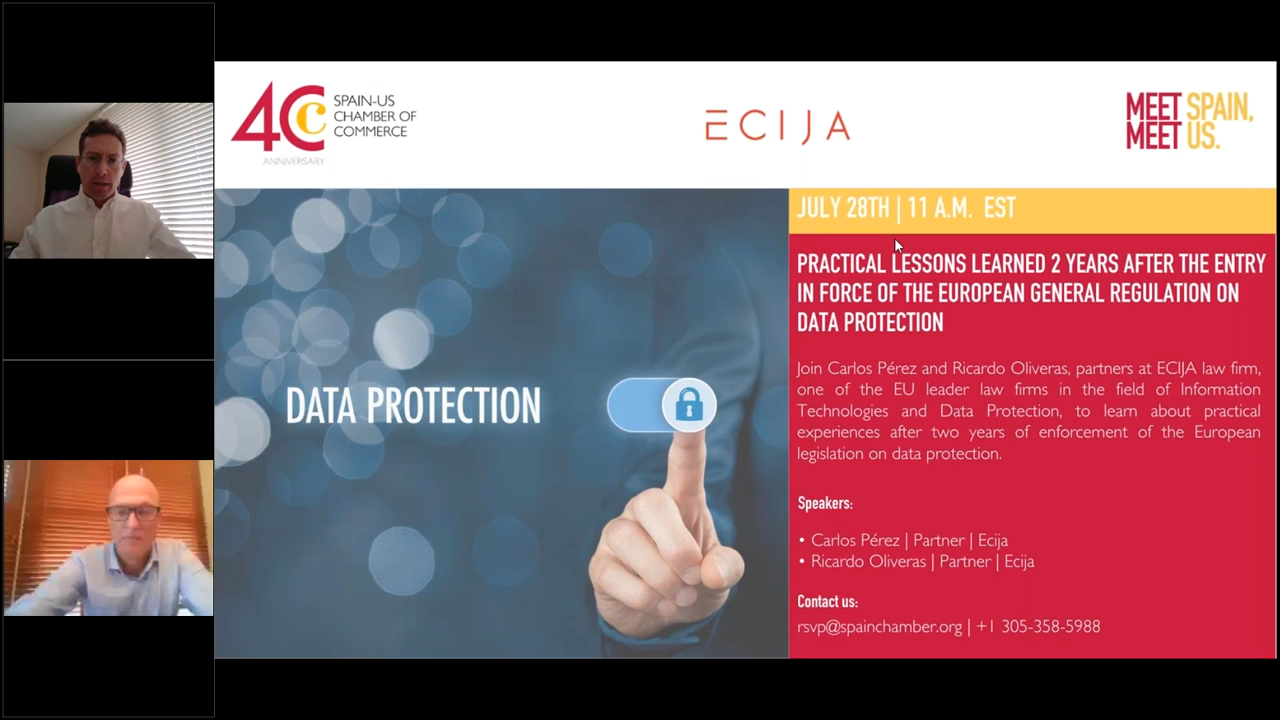 4Cc
SPAIN-US
CHAMBER OF
COMMERCE
ANNIVERSARY
ECIJA
MEET SPAIN,
MEET US.
DATA PROTECTION
JULY 28TH | 11 A.M. EST
PRACTICAL LESSONS LEARNED 2 YEARS AFTER THE ENTRY
IN FORCE OF THE EUROPEAN GENERAL REGULATION ON
DATA PROTECTION
Join Carlos Pérez and Ricardo Oliveras, partners at ECIJA law firm,
one of the EU leader law firms in the field of Information
Technologies and Data Protection, to learn about practical
experiences after two years of enforcement of the European
legislation on data protection.
Speakers:
• Carlos Pérez | Partner | Ecija
• Ricardo Oliveras | Partner | Ecija
Contact us:
rsvp@spainchamber.org | +1 305-358-5988